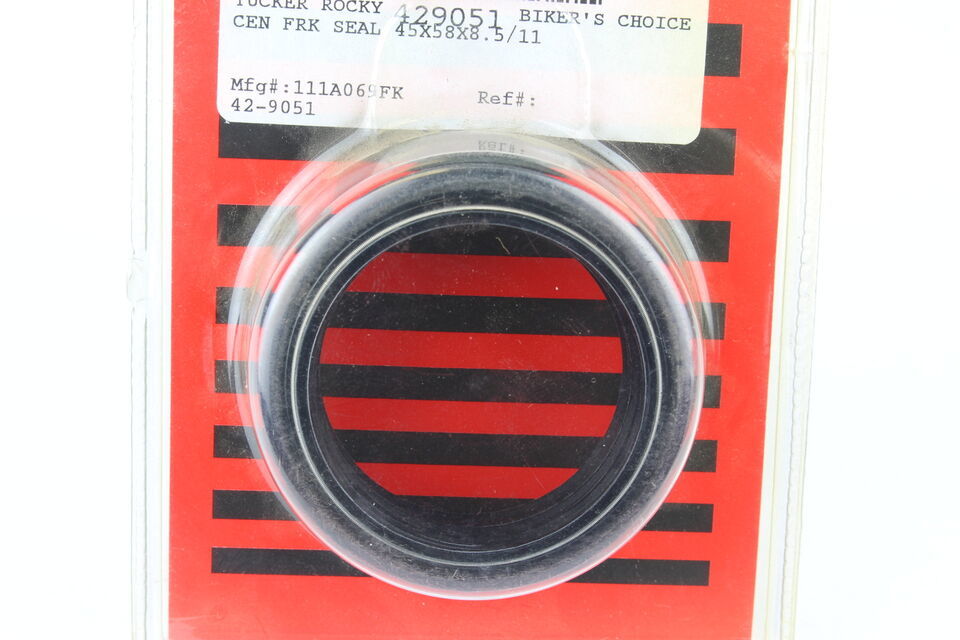 TUCKER ROCKY 429051 BIKER'S CHOICE
CEN FRK SEAL 45X58X8.5/11
Mfg#:111A069FK Ref#:
42-9051